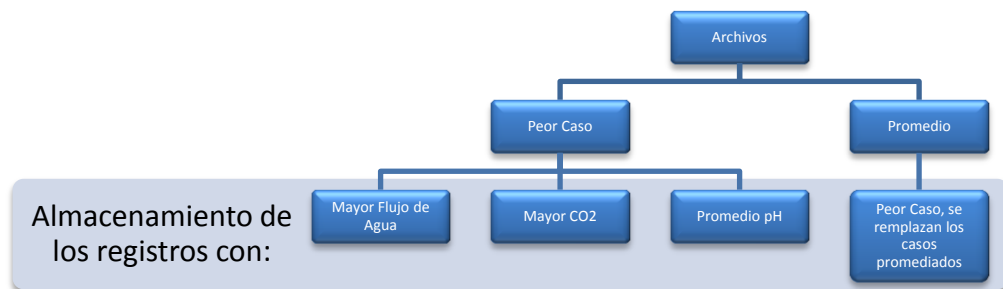 Archivos
Peor Caso
Promedio
Almacenamiento de
los registros con:
Mayor Flujo de
Agua
Mayor CO2
Promedio pH
Peor Caso, se
remplazan los
casos
promediados